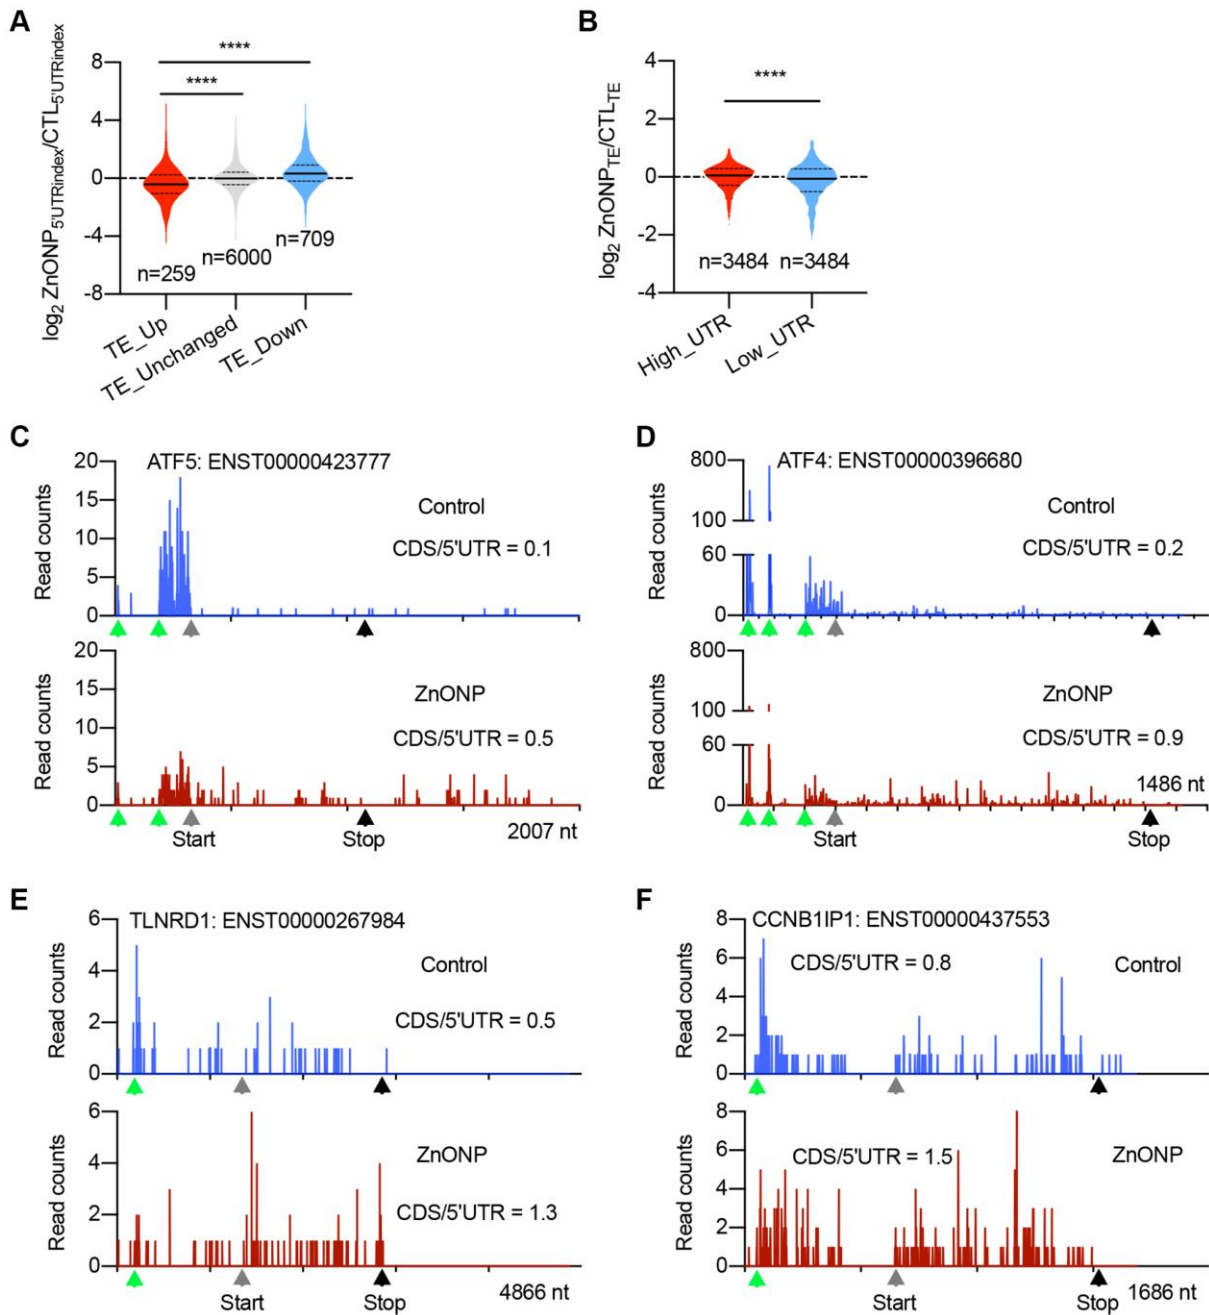 A
log2 ZnONP5'UTRindex/CTL5'UTRindex
8
4
0
-4
-8
****
****
n=259
n=6000
n=709
TE_Up
TE_Unchanged
TE_Down
B
log2 ZnONPTE/CTLTE
4
2
0
-2
-4
****
n=3484
n=3484
High_UTR
Low_UTR
C
ATF5: ENST00000423777
Read counts
20
15
10
5
0
Control
CDS/5'UTR = 0.1
Read counts
20
15
10
5
0
ZnONP
CDS/5'UTR = 0.5
Start
Stop
2007 nt
D
ATF4: ENST00000396680
Read counts
800
100
60
0
Control
CDS/5'UTR = 0.2
Read counts
800
100
60
0
ZnONP
CDS/5'UTR = 0.9
1486 nt
Start
Stop
E
TLNRD1: ENST00000267984
Read counts
6
4
2
0
Control
CDS/5'UTR = 0.5
Read counts
6
4
2
0
ZnONP
CDS/5'UTR = 1.3
Start
Stop
4866 nt
F
CCNB1IP1: ENST00000437553
Read counts
8
6
4
2
0
CDS/5'UTR = 0.8
Control
Read counts
8
6
4
2
0
CDS/5'UTR = 1.5
ZnONP
Start
Stop
1686 nt